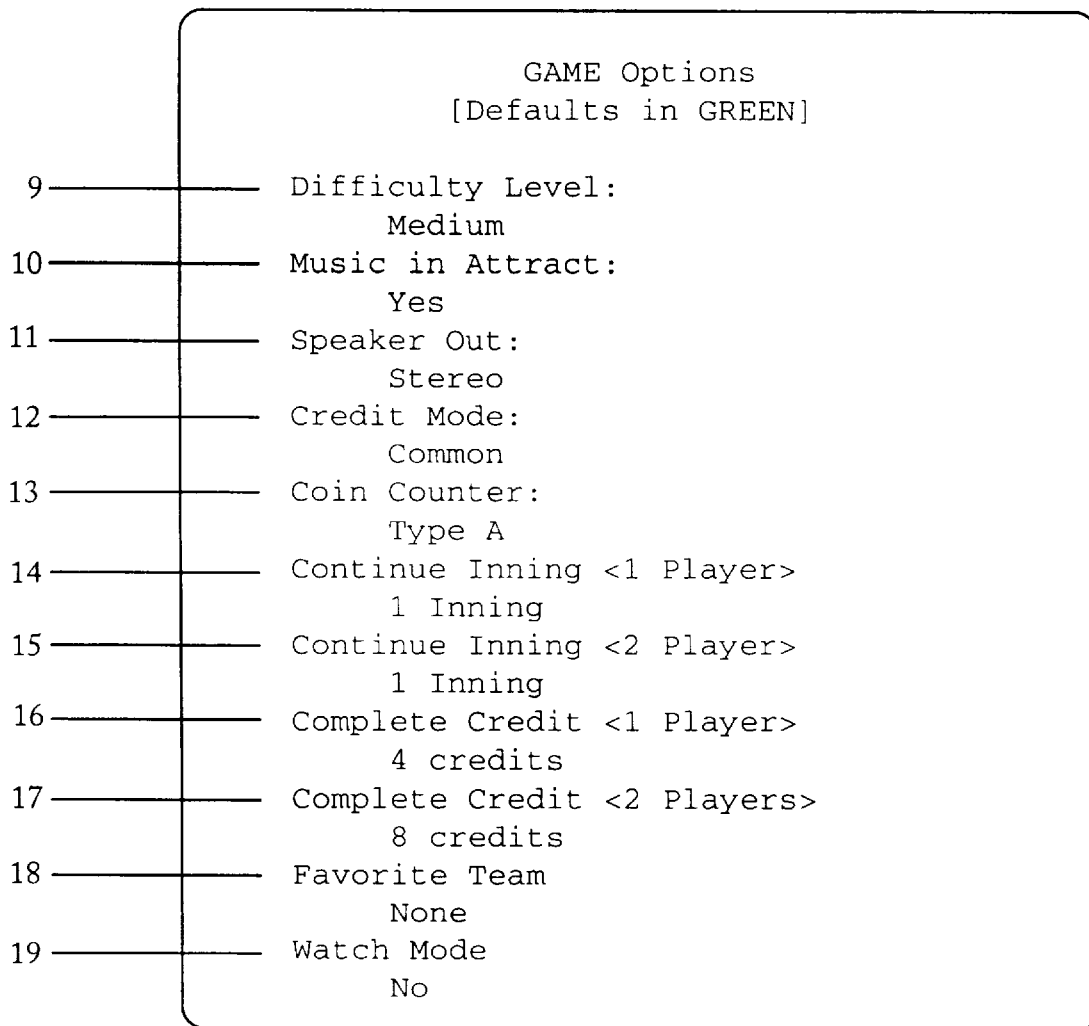 GAME Options
[Defaults in GREEN]
9 Difficulty Level:
Medium
10 Music in Attract:
Yes
11 Speaker Out:
Stereo
12 Credit Mode:
Common
13 Coin Counter:
Type A
14 Continue Inning <1 Player>
1 Inning
15 Continue Inning <2 Player>
1 Inning
16 Complete Credit <1 Player>
4 credits
17 Complete Credit <2 Players>
8 credits
18 Favorite Team
None
19 Watch Mode
No